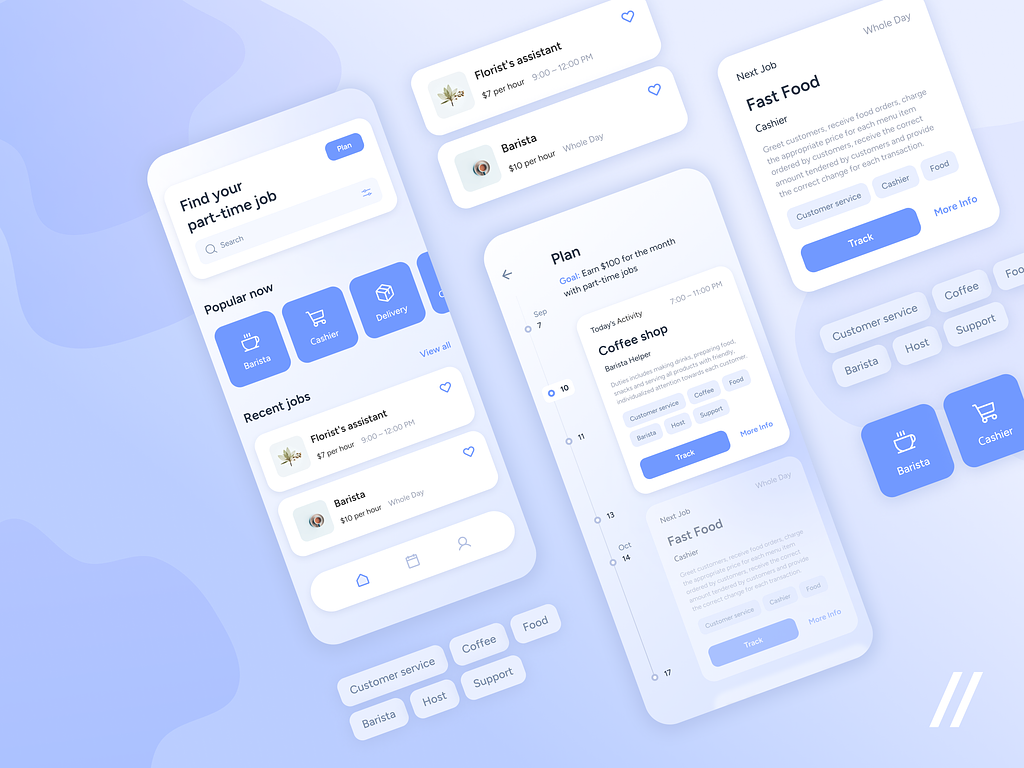 Plan
Find your
part-time job
Search
Popular now
Barista
Cashier
Delivery
View all
Recent jobs
Florist's assistant
$7 per hour 9:00 – 12:00 PM
Barista
$10 per hour Whole Day
Florist's assistant
$7 per hour 9:00 – 12:00 PM
Barista
$10 per hour Whole Day
Customer service Coffee Food
Barista Host Support
Plan
Goal: Earn $100 for the month
with part-time jobs
Sep
7
10
11
13
Oct
14
17
7:00 – 11:00 PM
Today's Activity
Coffee shop
Barista Helper
Duties includes making drinks, preparing food,
snacks and serving all products with friendly,
individualized attention towards each customer.
Customer service Coffee Food
Barista Host Support
Track More Info
Whole Day
Next Job
Fast Food
Cashier
Greet customers, receive food orders, charge
the appropriate price for each menu item
ordered by customers, receive the correct
amount tendered by customers and provide
the correct change for each transaction.
Customer service Cashier Food
Track More Info
Whole Day
Next Job
Fast Food
Cashier
Greet customers, receive food orders, charge
the appropriate price for each menu item
ordered by customers, receive the correct
amount tendered by customers and provide
the correct change for each transaction.
Customer service Cashier Food
Track More Info
Customer service Coffee
Barista Host Support
Barista
Cashier